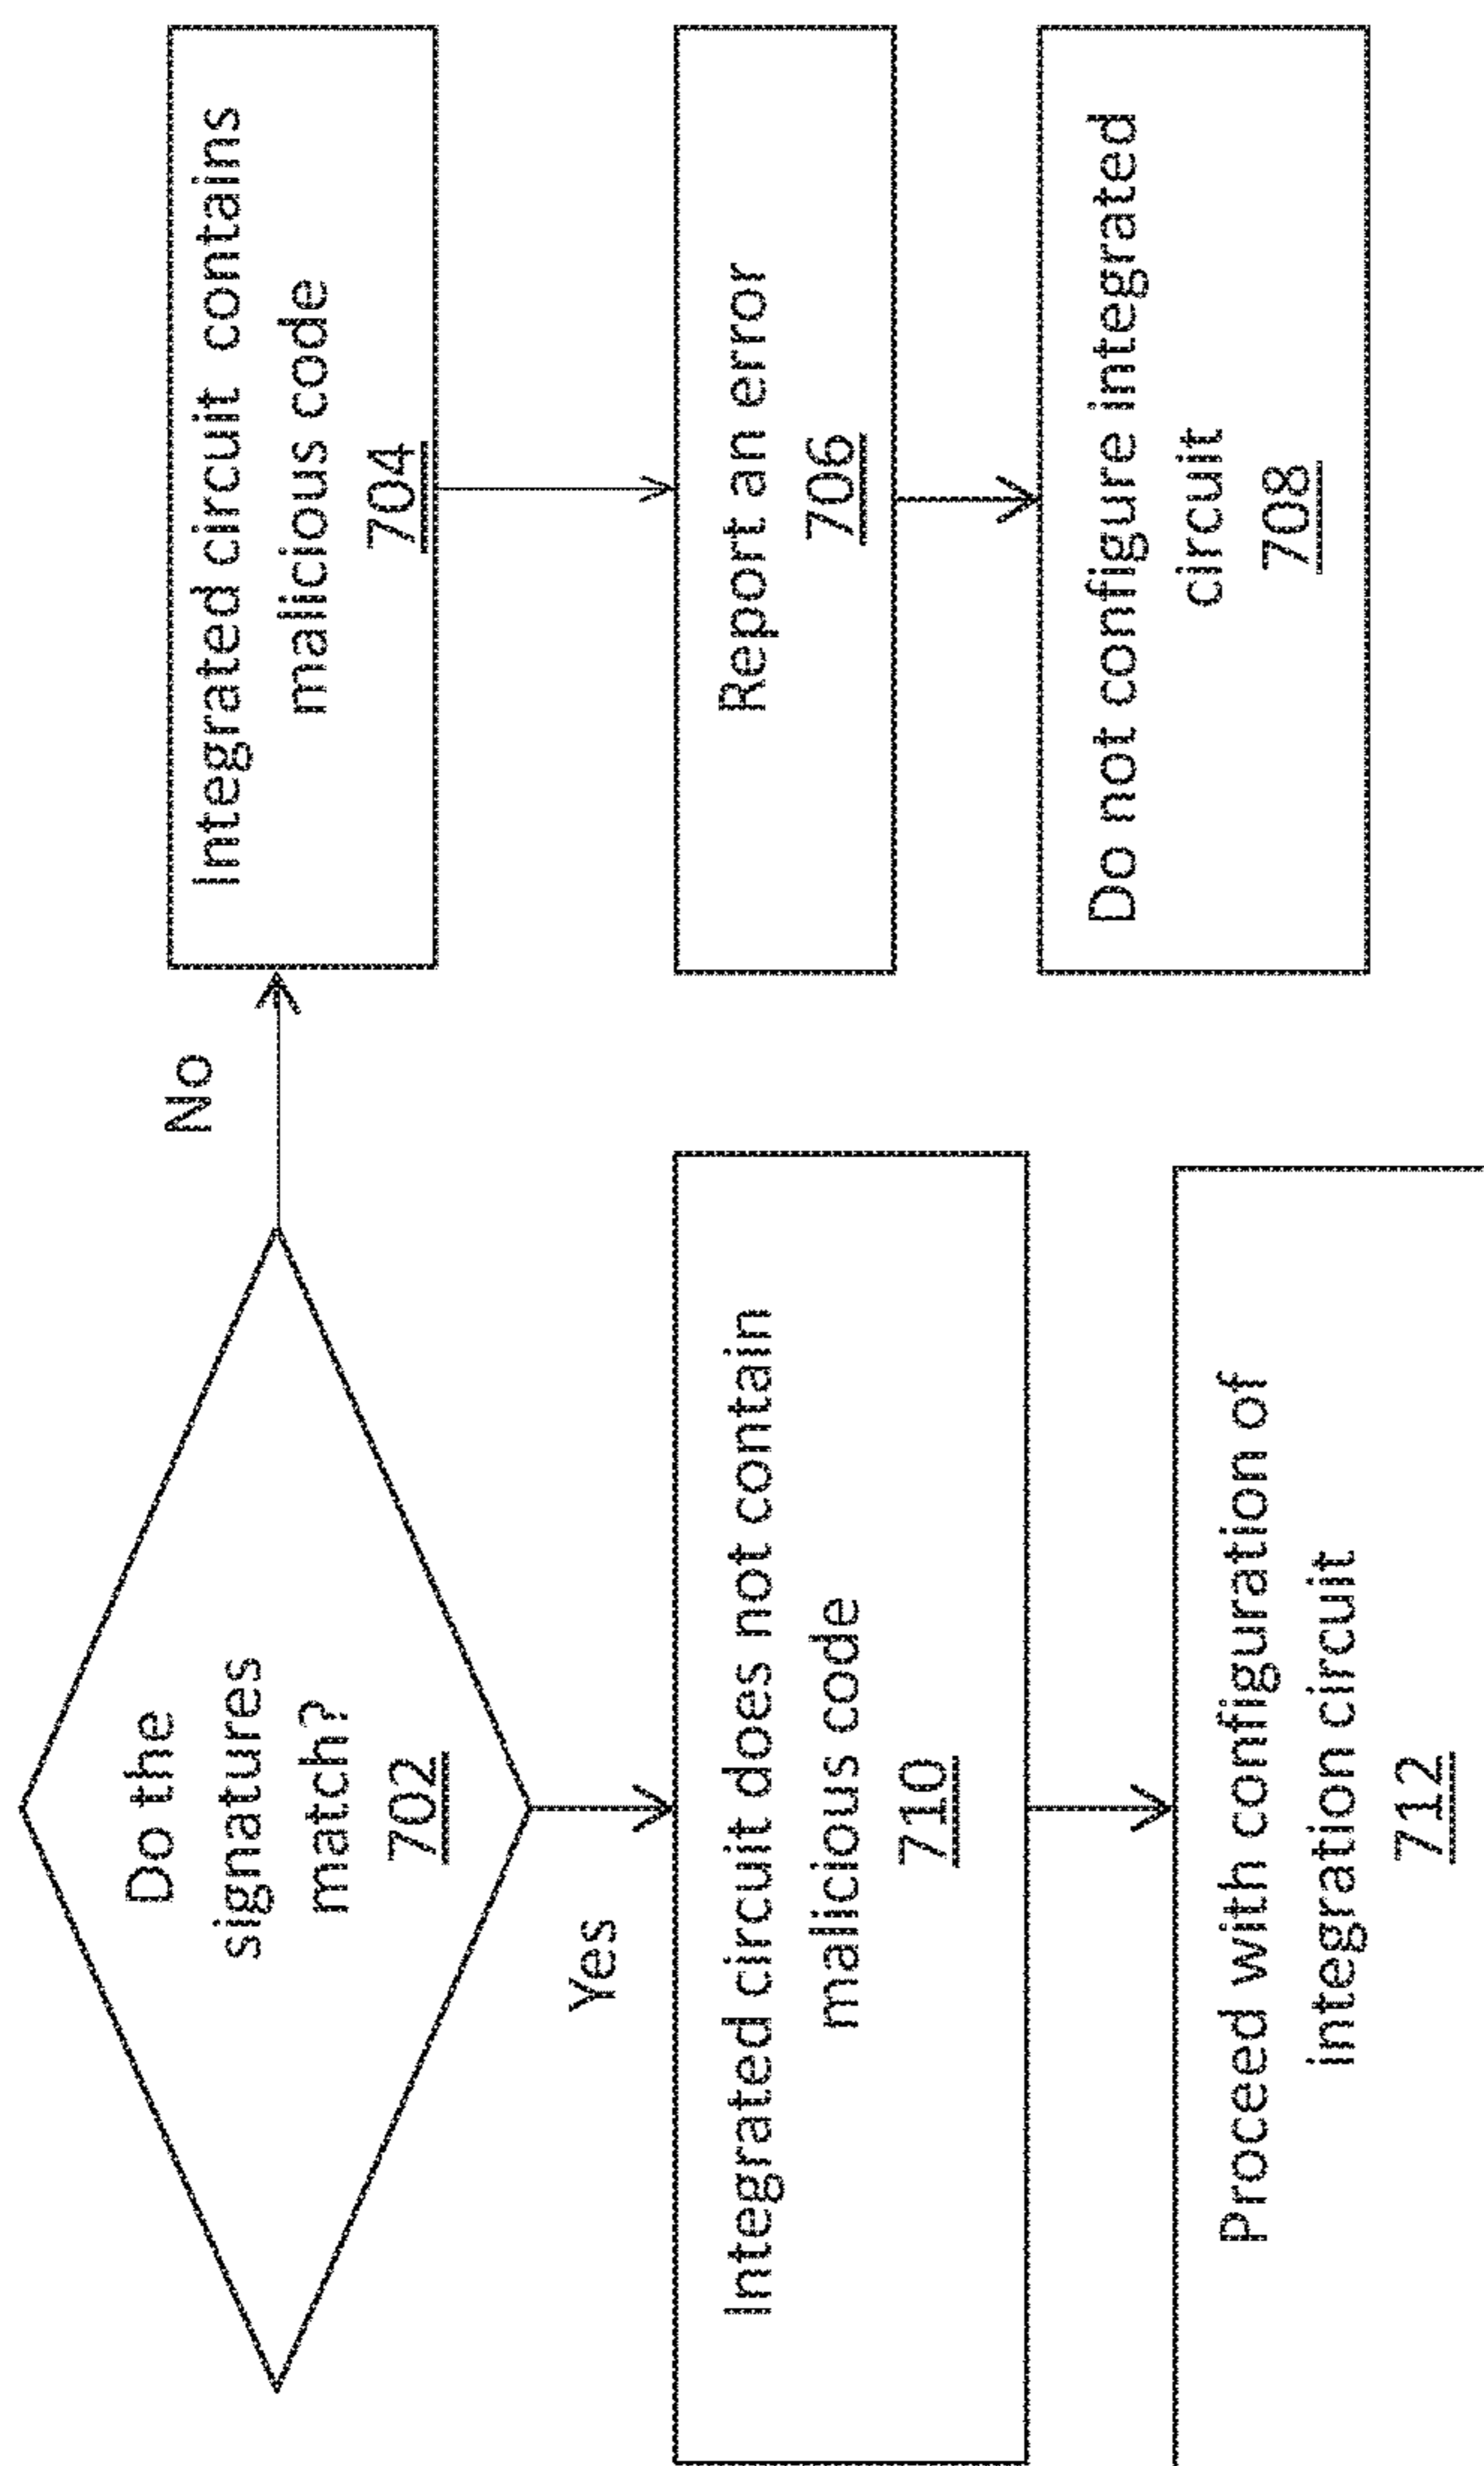 Do the
signatures
match?
702
No
Integrated circuit contains
malicious code
704
Report an error
706
Do not configure integrated
circuit
708
Yes
Integrated circuit does not contain
malicious code
710
Proceed with configuration of
integration circuit
712